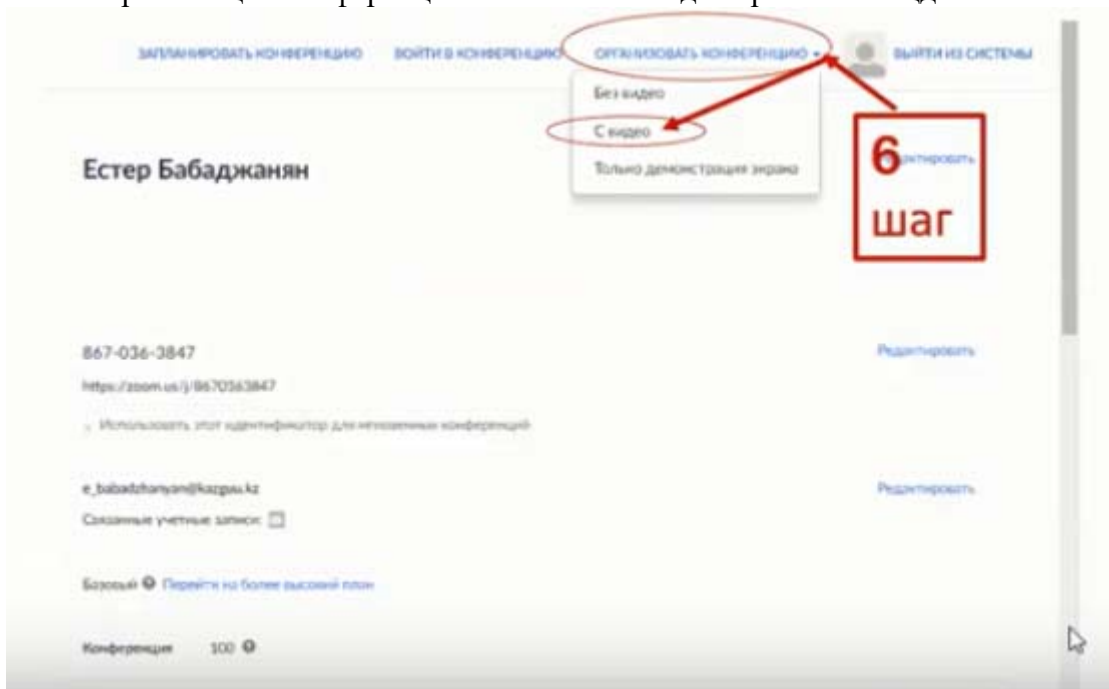 ЗАПЛАНИРОВАТЬ КОНФЕРЕНЦИЮ ВОЙТИ В КОНФЕРЕНЦИЮ ОРГАНИЗОВАТЬ КОНФЕРЕНЦИЮ ВЫЙТИ ИЗ СИСТЕМЫ
Без видео
С видео
Только демонстрация экрана
Естер Бабаджанян
6
шаг
867-036-3847
Редактировать
https://zoom.us/j/8670363847
Использовать этот идентификатор для мгновенных конференций
e_babadzhanyan@kazguu.kz
Редактировать
Связанные учетные записи:
Базовый Перейти на более высокий план
Конференция 100